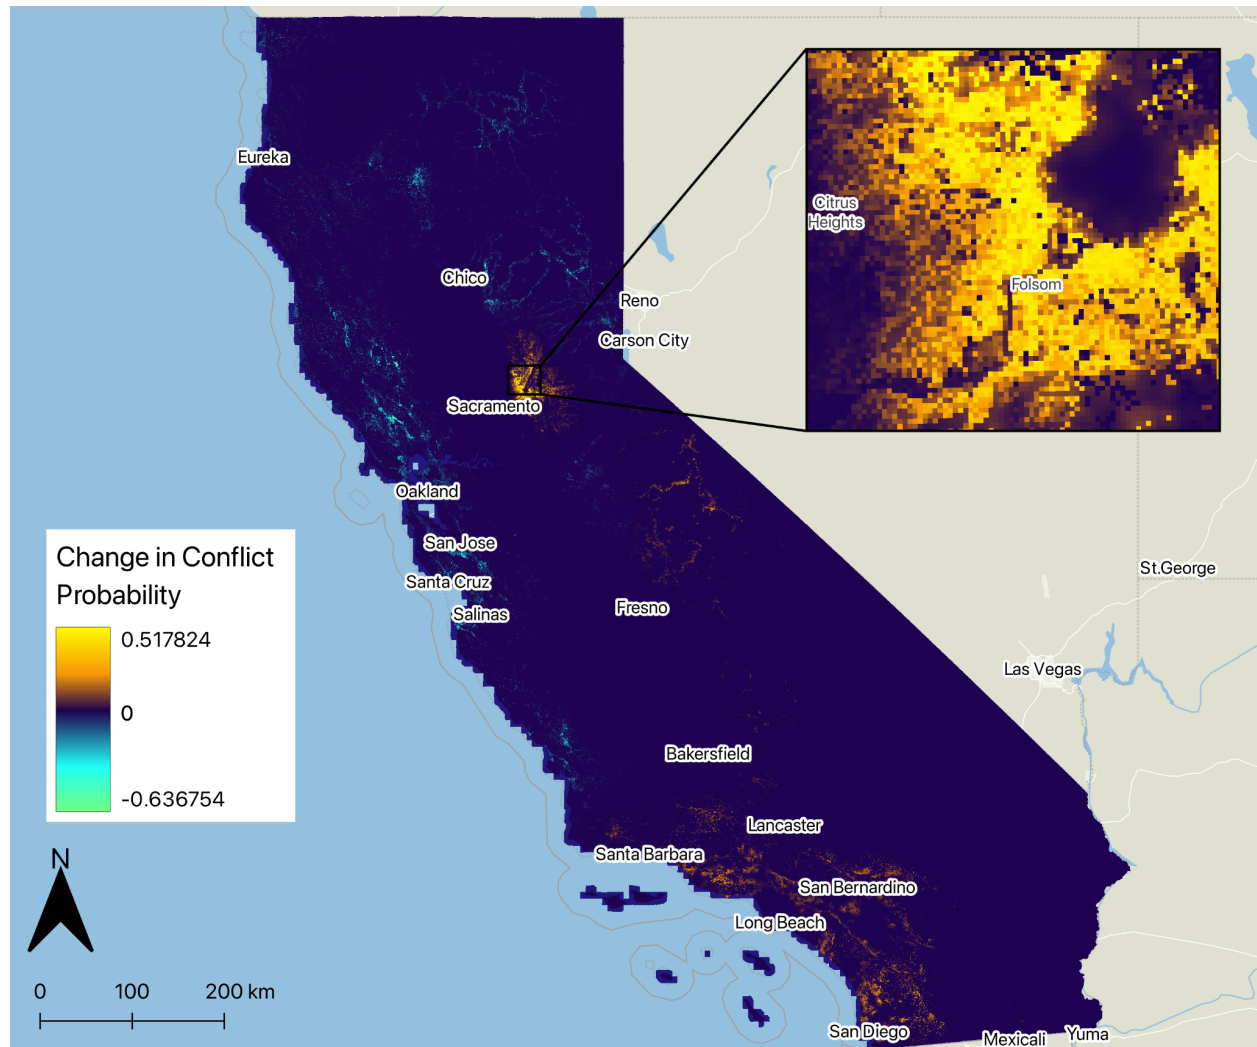 Eureka
Citrus
Heights
Chico
Folsom
Reno
Carson City
Sacramento
Oakland
San Jose
Santa Cruz
Salinas
Fresno
St.George
Las Vegas
Change in Conflict
Probability
0.517824
0
-0.636754
Bakersfield
Lancaster
Santa Barbara
San Bernardino
Long Beach
N
0 100 200 km
San Diego
Mexicali
Yuma